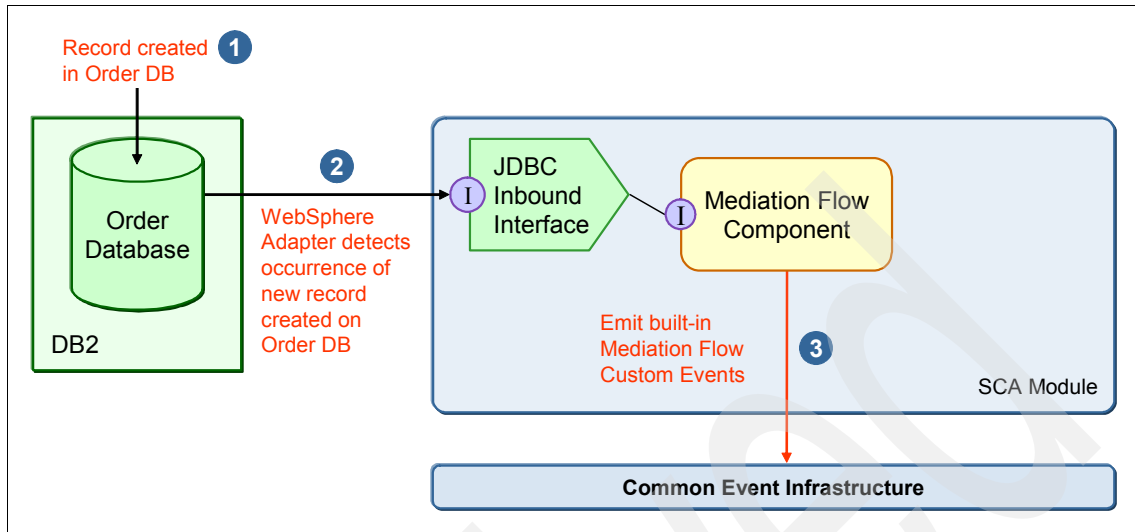 Record created
in Order DB
1
Order
Database
DB2
2
WebSphere
Adapter detects
occurrence of
new record
created on
Order DB
I
JDBC
Inbound
Interface
I
Mediation Flow
Component
Emit built-in
Mediation Flow
Custom Events
3
SCA Module
Common Event Infrastructure